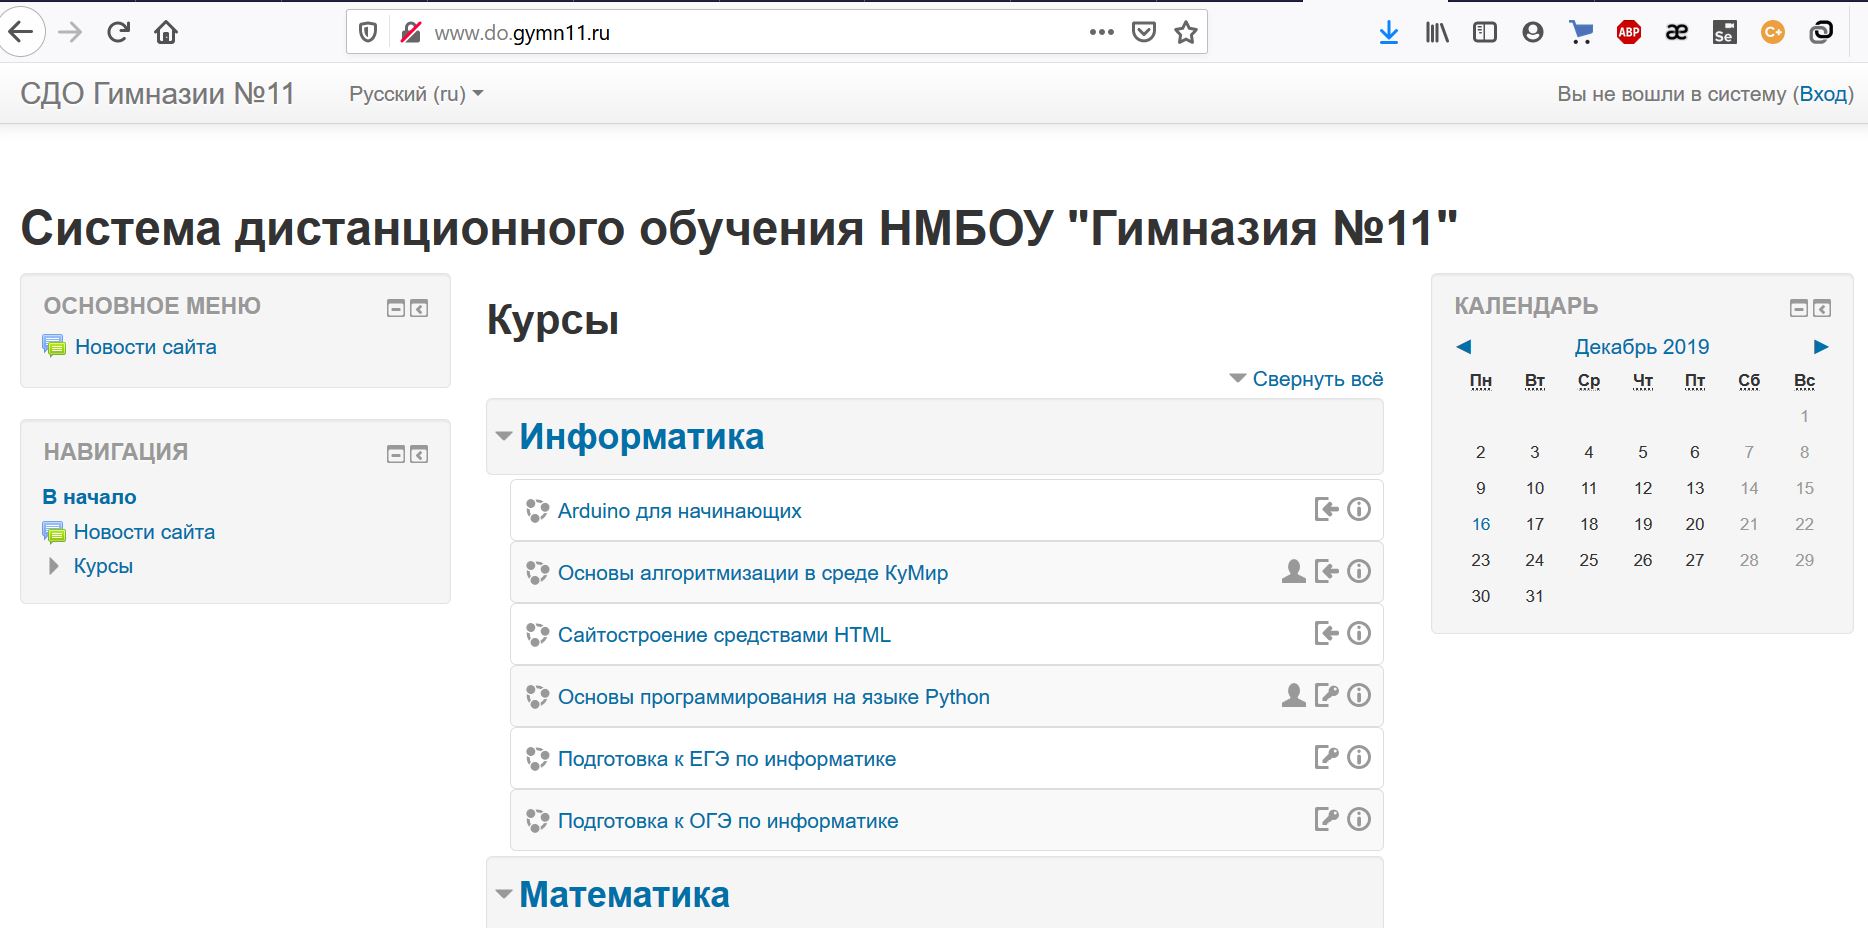 www.do.gymn11.ru
ABP
æ
Se
C+
СДО Гимназии №11
Русский (ru)
Вы не вошли в систему (Вход)
Система дистанционного обучения НМБОУ "Гимназия №11"
ОСНОВНОЕ МЕНЮ
Новости сайта
НАВИГАЦИЯ
В начало
Новости сайта
Курсы
Курсы
Свернуть всё
Информатика
Arduino для начинающих
Основы алгоритмизации в среде КуМир
Сайтостроение средствами HTML
Основы программирования на языке Python
Подготовка к ЕГЭ по информатике
Подготовка к ОГЭ по информатике
Математика
КАЛЕНДАРЬ
Декабрь 2019
Пн Вт Ср Чт Пт Сб Вс
1
2 3 4 5 6 7 8
9 10 11 12 13 14 15
16 17 18 19 20 21 22
23 24 25 26 27 28 29
30 31